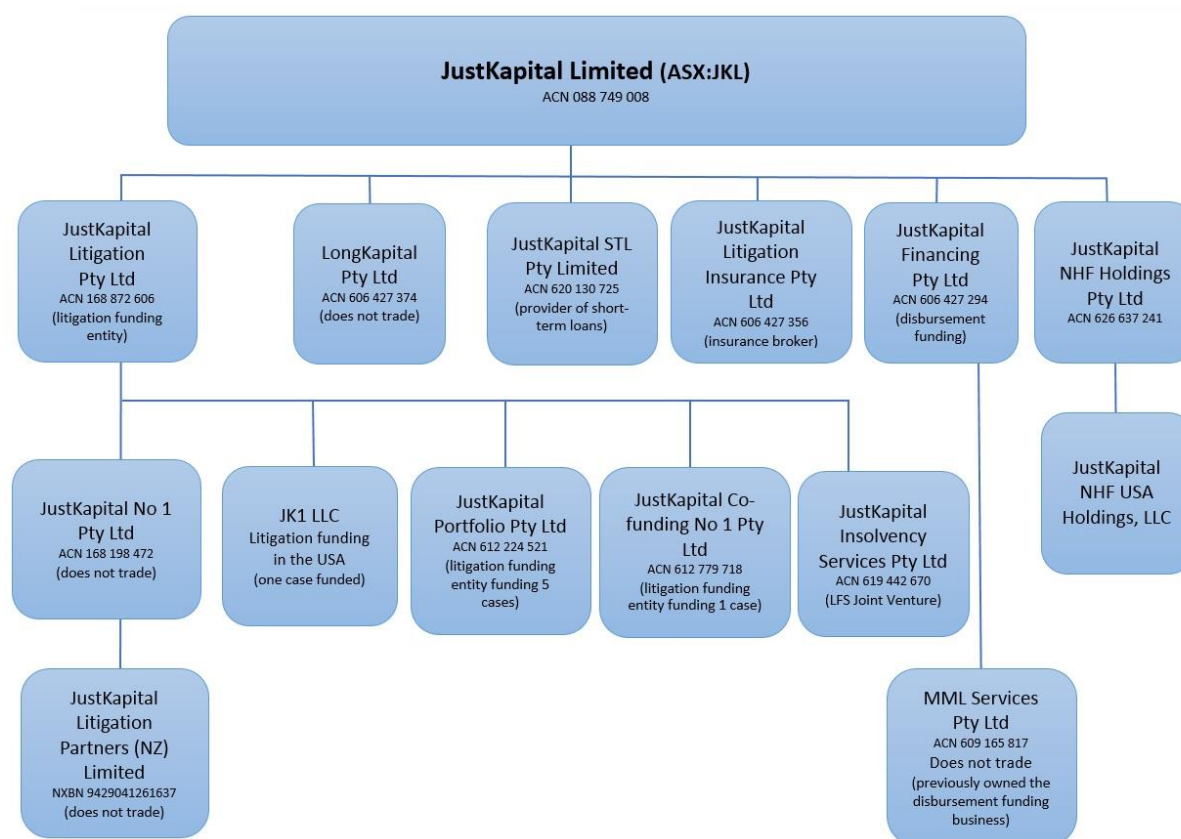 JustKapital Limited (ASX:JKL)
ACN 088 749 008
JustKapital
Litigation
Pty Ltd
ACN 168 872 606
(litigation funding
entity)
LongKapital
Pty Ltd
ACN 606 427 374
(does not trade)
JustKapital STL
Pty Limited
ACN 620 130 725
(provider of short-
term loans)
JustKapital
Litigation
Insurance Pty
Ltd
ACN 606 427 356
(insurance broker)
JustKapital
Financing
Pty Ltd
ACN 606 427 294
(disbursement
funding)
JustKapital
NHF Holdings
Pty Ltd
ACN 626 637 241
JustKapital No 1
Pty Ltd
ACN 168 198 472
(does not trade)
JK1 LLC
Litigation funding
in the USA
(one case funded)
JustKapital
Portfolio Pty Ltd
ACN 612 224 521
(litigation funding
entity funding 5
cases)
JustKapital Co-
funding No 1 Pty
Ltd
ACN 612 779 718
(litigation funding
entity funding 1 case)
JustKapital
Insolvency
Services Pty Ltd
ACN 619 442 670
(LFS Joint Venture)
JustKapital
NHF USA
Holdings, LLC
JustKapital
Litigation
Partners (NZ)
Limited
NXBN 9429041261637
(does not trade)
MML Services
Pty Ltd
ACN 609 165 817
Does not trade
(previously owned the
disbursement funding
business)